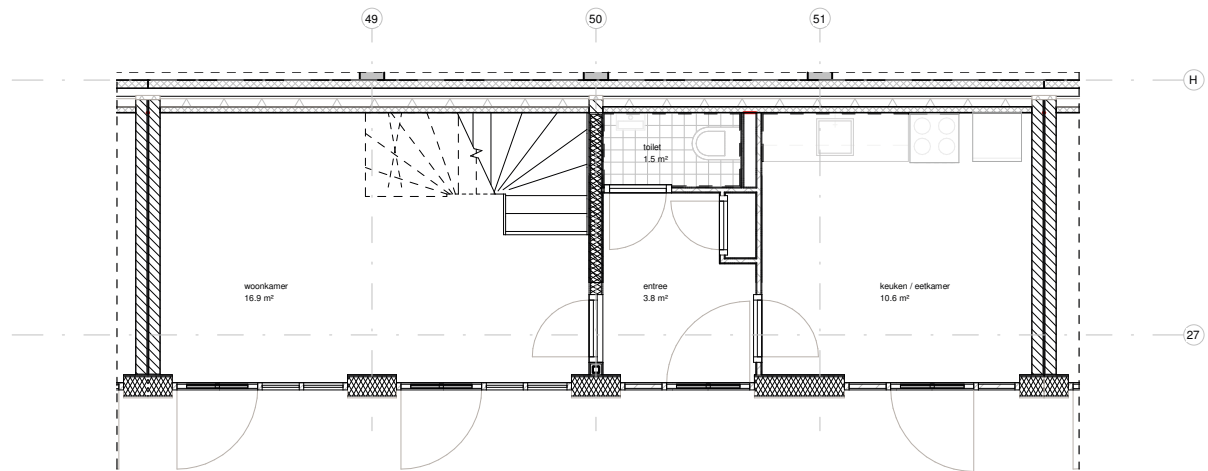 49
50
51
H
toilet
1.5 m²
woonkamer
16.9 m²
entree
3.8 m²
keuken / eetkamer
10.6 m²
27